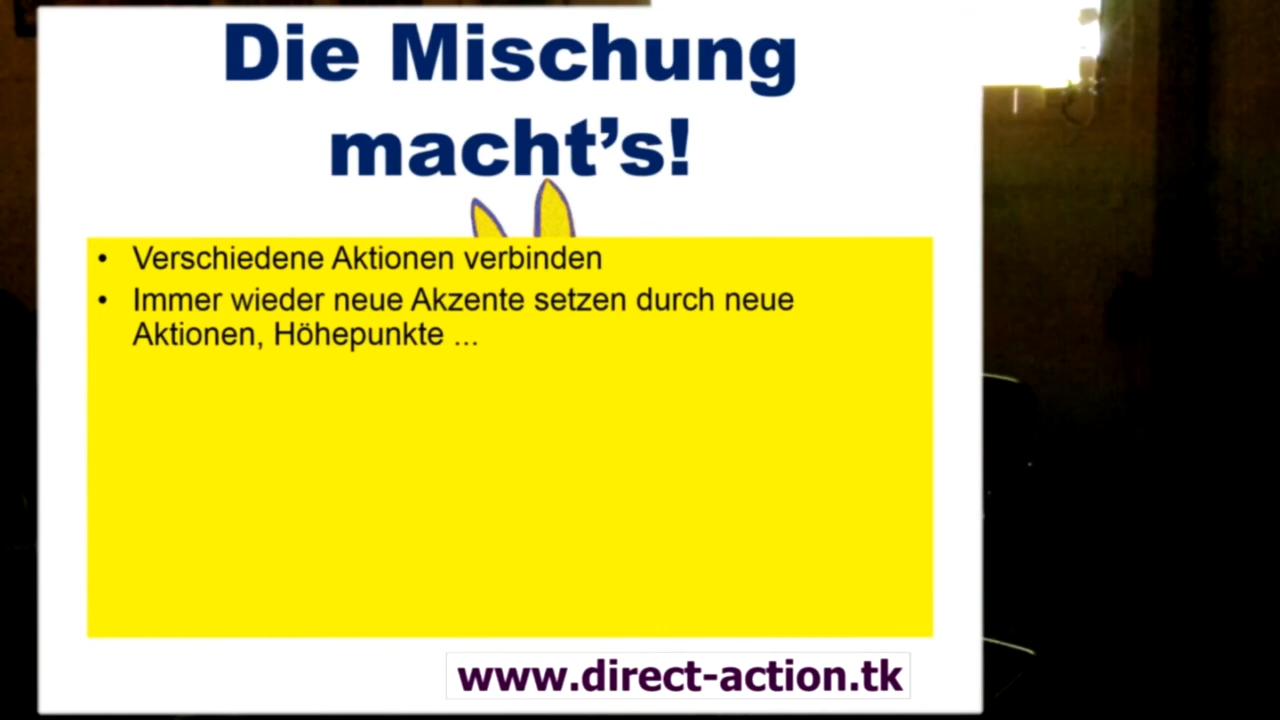 Die Mischung
macht’s!
• Verschiedene Aktionen verbinden
• Immer wieder neue Akzente setzen durch neue
Aktionen, Höhepunkte ...
www.direct-action.tk